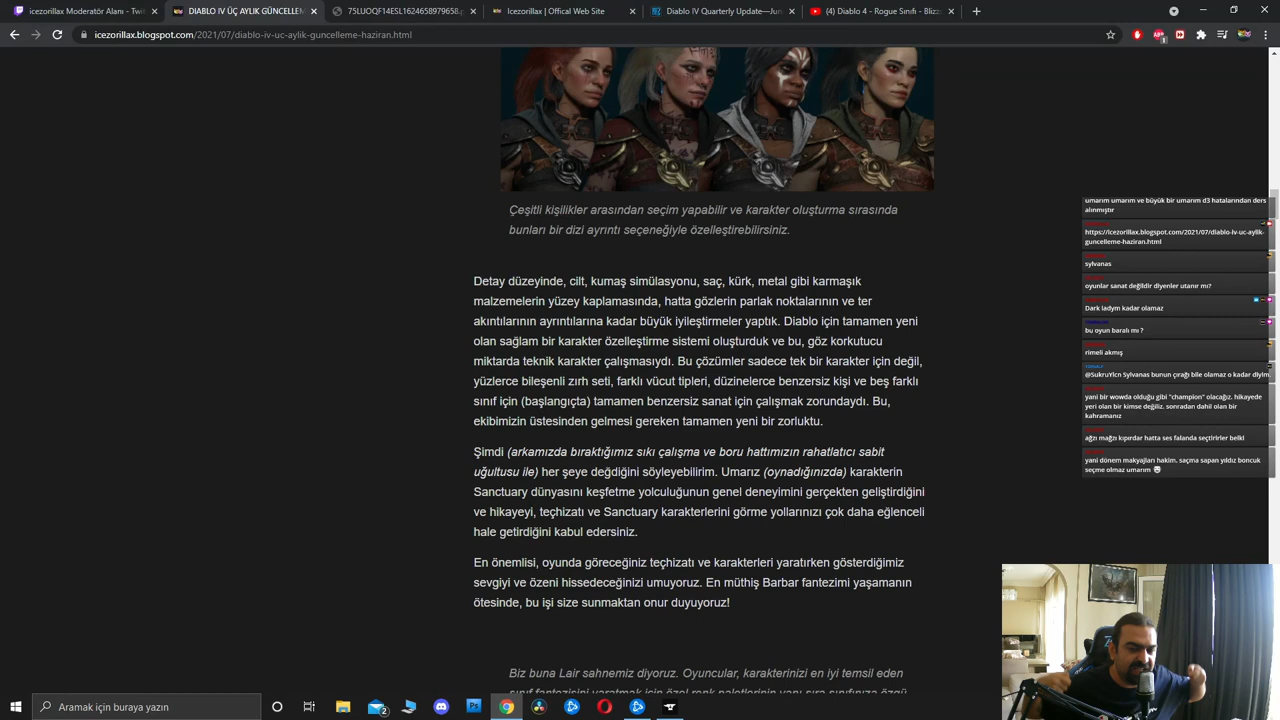 icezorillax Moderatör Alanı - Twit
DIABLO IV ÜÇ AYLIK GÜNCELLEM
75LUOQF14ESL1624658979658.p
Icezorillax | Offical Web Site
Diablo IV Quarterly Update—Jun
(4) Diablo 4 - Rogue Sınıfı - Blizz
icezorillax.blogspot.com/2021/07/diablo-iv-uc-aylik-guncelleme-haziran.html
Çeşitli kişilikler arasından seçim yapabilir ve karakter oluşturma sırasında
bunları bir dizi ayrıntı seçeneğiyle özelleştirebilirsiniz.
Detay düzeyinde, cilt, kumaş simülasyonu, saç, kürk, metal gibi karmaşık
malzemelerin yüzey kaplamasında, hatta gözlerin parlak noktalarının ve ter
akıntılarının ayrıntılarına kadar büyük iyileştirmeler yaptık. Diablo için tamamen yeni
olan sağlam bir karakter özelleştirme sistemi oluşturduk ve bu, göz korkutucu
miktarda teknik karakter çalışmasıydı. Bu çözümler sadece tek bir karakter için değil,
yüzlerce bileşenli zırh seti, farklı vücut tipleri, düzinelerce benzersiz kişi ve beş farklı
sınıf için (başlangıçta) tamamen benzersiz sanat için çalışmak zorundaydı. Bu,
ekibimizin üstesinden gelmesi gereken tamamen yeni bir zorluktu.
Şimdi (arkamızda bıraktığımız sıkı çalışma ve boru hattımızın rahatlatıcı sabit
uğultusu ile) her şeye değdiğini söyleyebilirim. Umarız (oynadığınızda) karakterin
Sanctuary dünyasını keşfetme yolculuğunun genel deneyimini gerçekten geliştirdiğini
ve hikayeyi, teçhizatı ve Sanctuary karakterlerini görme yollarınızı çok daha eğlenceli
hale getirdiğini kabul edersiniz.
En önemlisi, oyunda göreceğiniz teçhizatı ve karakterleri yaratırken gösterdiğimiz
sevgiyi ve özeni hissedeceğinizi umuyoruz. En müthiş Barbar fantezimi yaşamanın
ötesinde, bu işi size sunmaktan onur duyuyoruz!
Biz buna Lair sahnemiz diyoruz. Oyuncular, karakterinizi en iyi temsil eden
sınıf fantezisini yaratmak için özel renk paletlerinin yanı sıra sınıfınıza özgü
umarım umarım ve büyük bir umarım d3 hatalarından ders
alınmıştır
https://icezorillax.blogspot.com/2021/07/diablo-iv-uc-aylik-
guncelleme-haziran.html
sylvanas
oyunlar sanat değildir diyenler utanır mı?
Dark ladym kadar olamaz
bu oyun baralı mı ?
rimeli akmış
@SukruYlcn Sylvanas bunun çırağı bile olamaz o kadar diyim.
yani bir wowda olduğu gibi "champion" olacağız. hikayede
yeri olan bir kimse değiliz. sonradan dahil olan bir
kahramanız
ağzı mağzı kıpırdar hatta ses falanda seçtirirler belki
yani dönem makyajları hakim. saçma sapan yıldız boncuk
seçme olmaz umarım
Aramak için buraya yazın
2